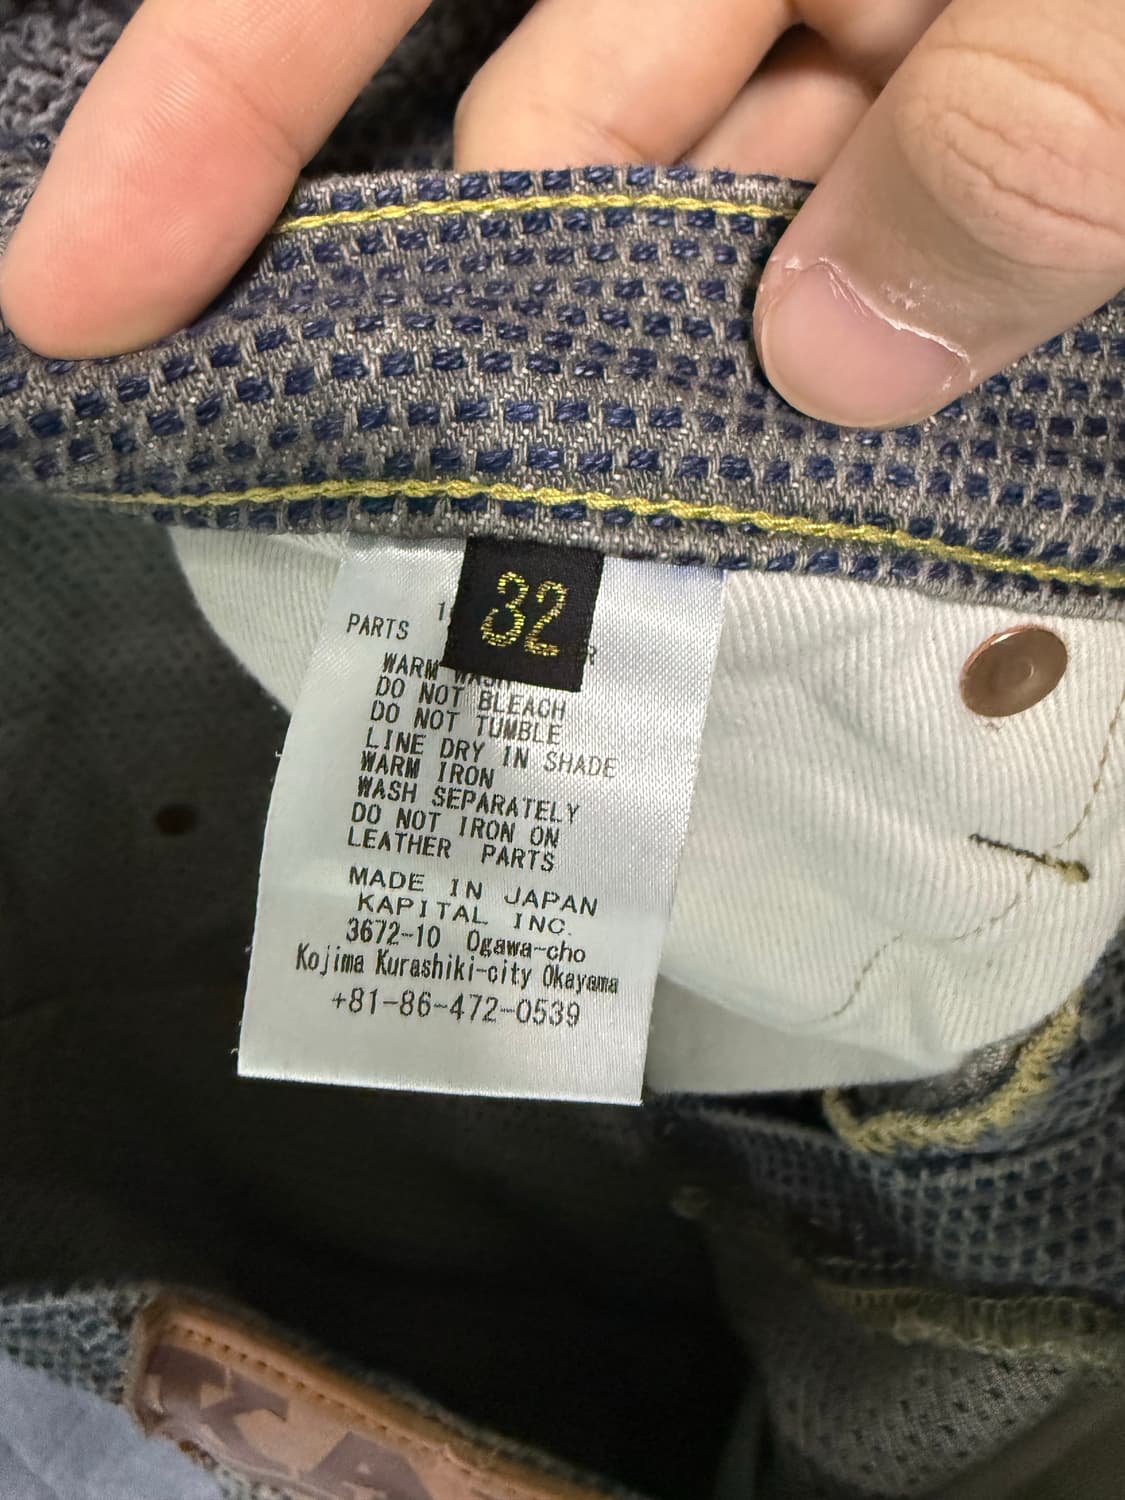 32
PARTS
WARM WASH
DO NOT BLEACH
DO NOT TUMBLE
LINE DRY IN SHADE
WARM IRON
WASH SEPARATELY
DO NOT IRON ON
LEATHER PARTS
MADE IN JAPAN
KAPITAL INC.
3672-10 Ogawa-cho
Kojima Kurashiki-city Okayama
+81-86-472-0539